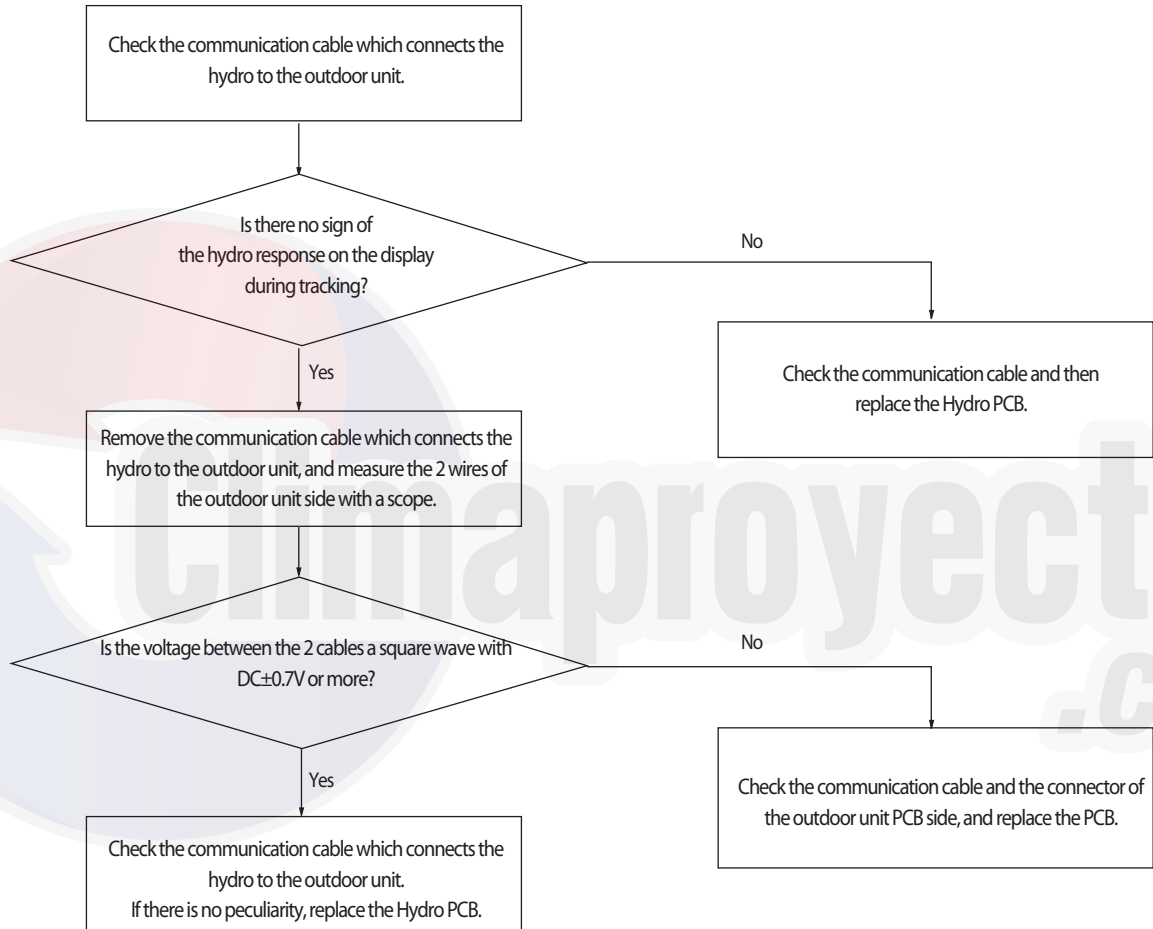 Check the communication cable which connects the
hydro to the outdoor unit.
Is there no sign of
the hydro response on the display
during tracking?
No
Yes
Check the communication cable and then
replace the Hydro PCB.
Remove the communication cable which connects the
hydro to the outdoor unit, and measure the 2 wires of
the outdoor unit side with a scope.
Is the voltage between the 2 cables a square wave with
DC±0.7V or more?
No
Yes
Check the communication cable and the connector of
the outdoor unit PCB side, and replace the PCB.
Check the communication cable which connects the
hydro to the outdoor unit.
If there is no peculiarity, replace the Hydro PCB.
Climaproyect
.c